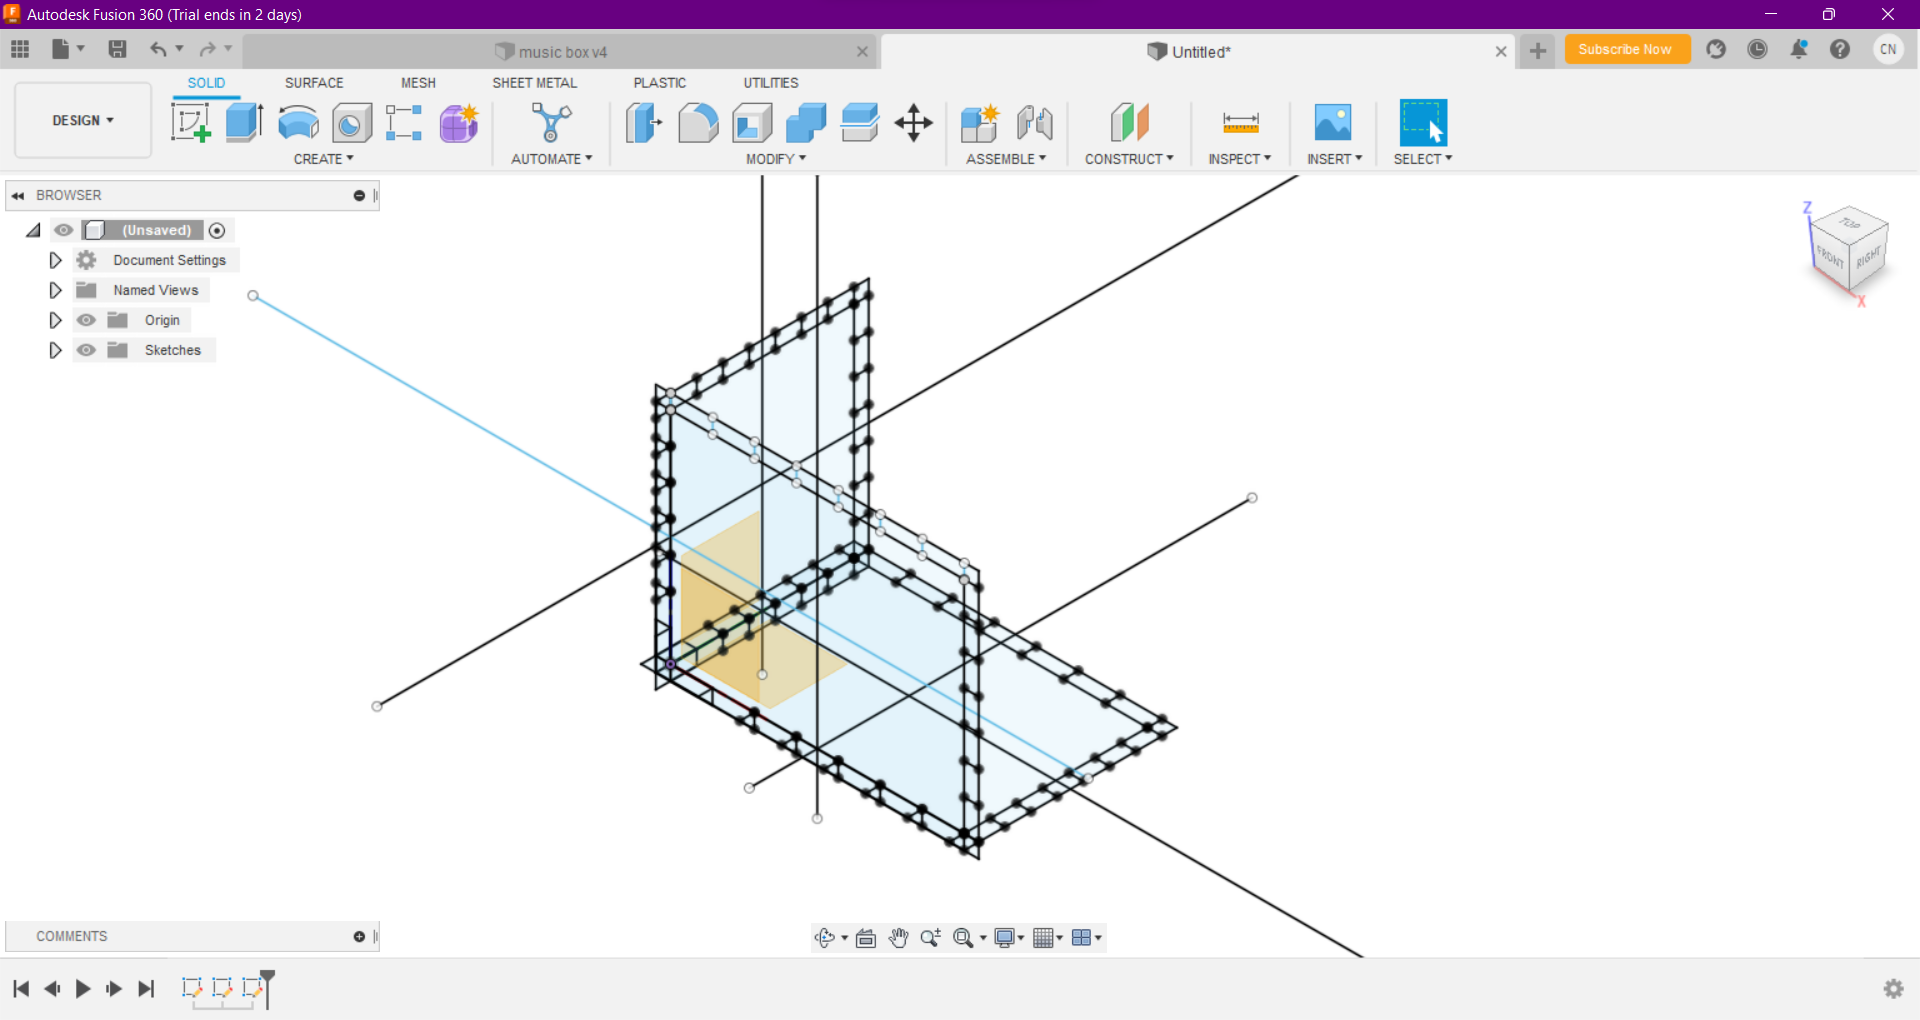 Autodesk Fusion 360 (Trial ends in 2 days)
music box v4
Untitled*
Subscribe Now
CN
DESIGN
SOLID
SURFACE
MESH
SHEET METAL
PLASTIC
UTILITIES
CREATE
AUTOMATE
MODIFY
ASSEMBLE
CONSTRUCT
INSPECT
INSERT
SELECT
BROWSER
(Unsaved)
Document Settings
Named Views
Origin
Sketches
Z
TOP
FRONT
RIGHT
X
COMMENTS